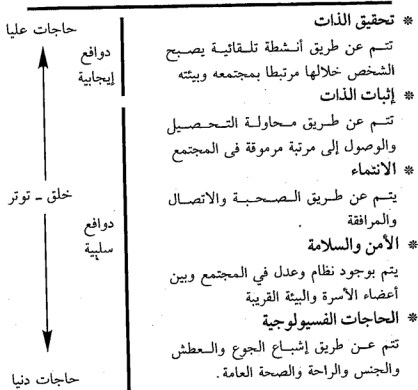 * تحقيق الذات
تتم عن طريق أنشطة تلقائية يصبح
الشخص خلالها مرتبطا بمجتمعه وبيئته
* إثبات الذات
تتم عن طريق محاولة التحصيل
والوصول إلى مرتبة مرموقة فى المجتمع
* الانتماء
يتم عن طريق الصحبة والاتصال
والمرافقة
* الأمن والسلامة
يتم بوجود نظام وعدل في المجتمع وبين
أعضاء الأسرة والبيئة القريبة
* الحاجات الفسيولوجية
تتم عن طريق إشباع الجوع والعطش
والجنس والراحة والصحة العامة .
دوافع
إيجابية
دوافع
سلبية
حاجات عليا
خلق - توتر
حاجات دنيا